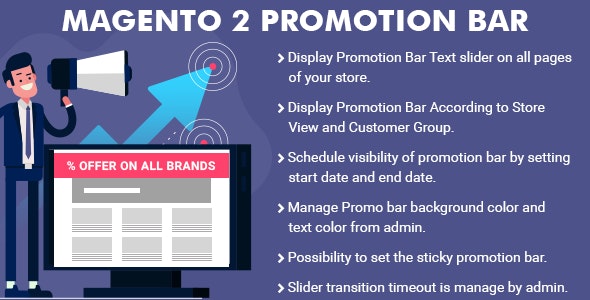 MAGENTO 2 PROMOTION BAR
% OFFER ON ALL BRANDS
Display Promotion Bar Text slider on all pages
of your store.
Display Promotion Bar According to Store
View and Customer Group.
Schedule visibility of promotion bar by setting
start date and end date.
Manage Promo bar background color and
text color from admin.
Possibility to set the sticky promotion bar.
Slider transition timeout is manage by admin.